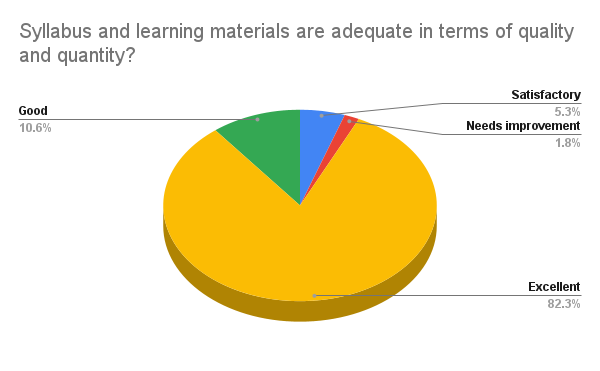 Syllabus and learning materials are adequate in terms of quality
and quantity?
Satisfactory
5.3%
Needs improvement
1.8%
Good
10.6%
Excellent
82.3%